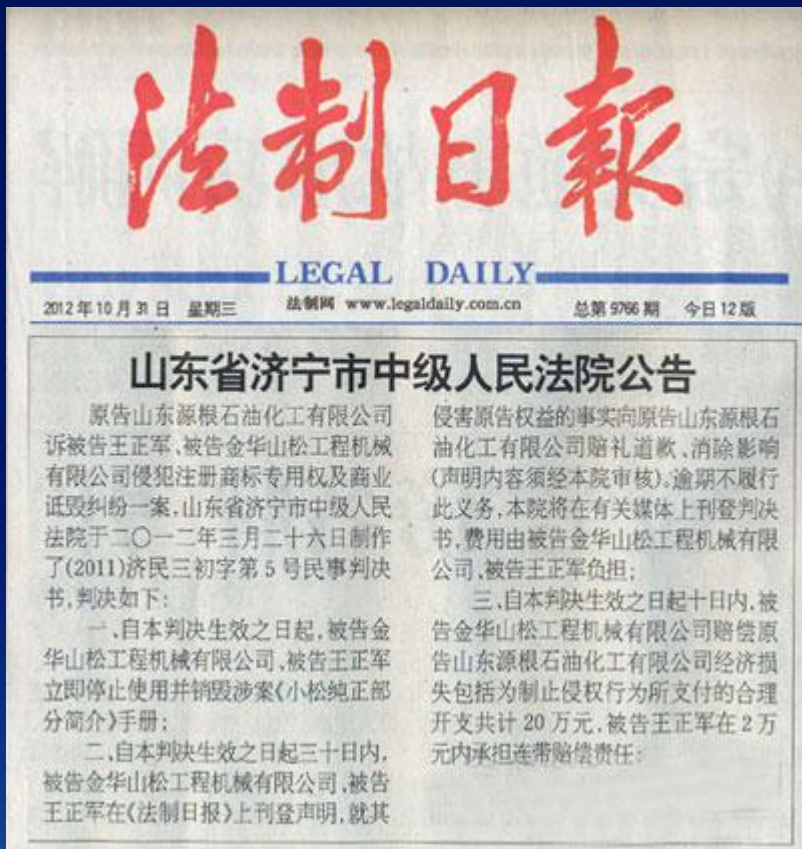 法制日報
LEGAL DAILY
2012年10月31日 星期三 法制网 www.legaldaily.com.cn 总第9766期 今日12版
山东省济宁市中级人民法院公告
原告山东源根石油化工有限公司
诉被告王正军、被告金华山松工程机械
有限公司侵犯注册商标专用权及商业
诋毁纠纷一案,山东省济宁市中级人民
法院于二〇一二年三月二十六日制作
了(2011)济民三初字第5号民事判决
书,判决如下:
一、自本判决生效之日起,被告金
华山松工程机械有限公司、被告王正军
立即停止使用并销毁涉案《小松纯正部
分简介》手册;
二、自本判决生效之日起三十日内,
被告金华山松工程机械有限公司,被告
王正军在《法制日报》上刊登声明,就其
侵害原告权益的事实向原告山东源根石
油化工有限公司赔礼道歉、消除影响
(声明内容须经本院审核)。逾期不履行
此义务,本院将在有关媒体上刊登判决
书,费用由被告金华山松工程机械有限
公司、被告王正军负担;
三、自本判决生效之日起十日内,被
告金华山松工程机械有限公司赔偿原
告山东源根石油化工有限公司经济损
失包括为制止侵权行为所支付的合理
开支共计20万元,被告王正军在2万
元内承担连带赔偿责任;